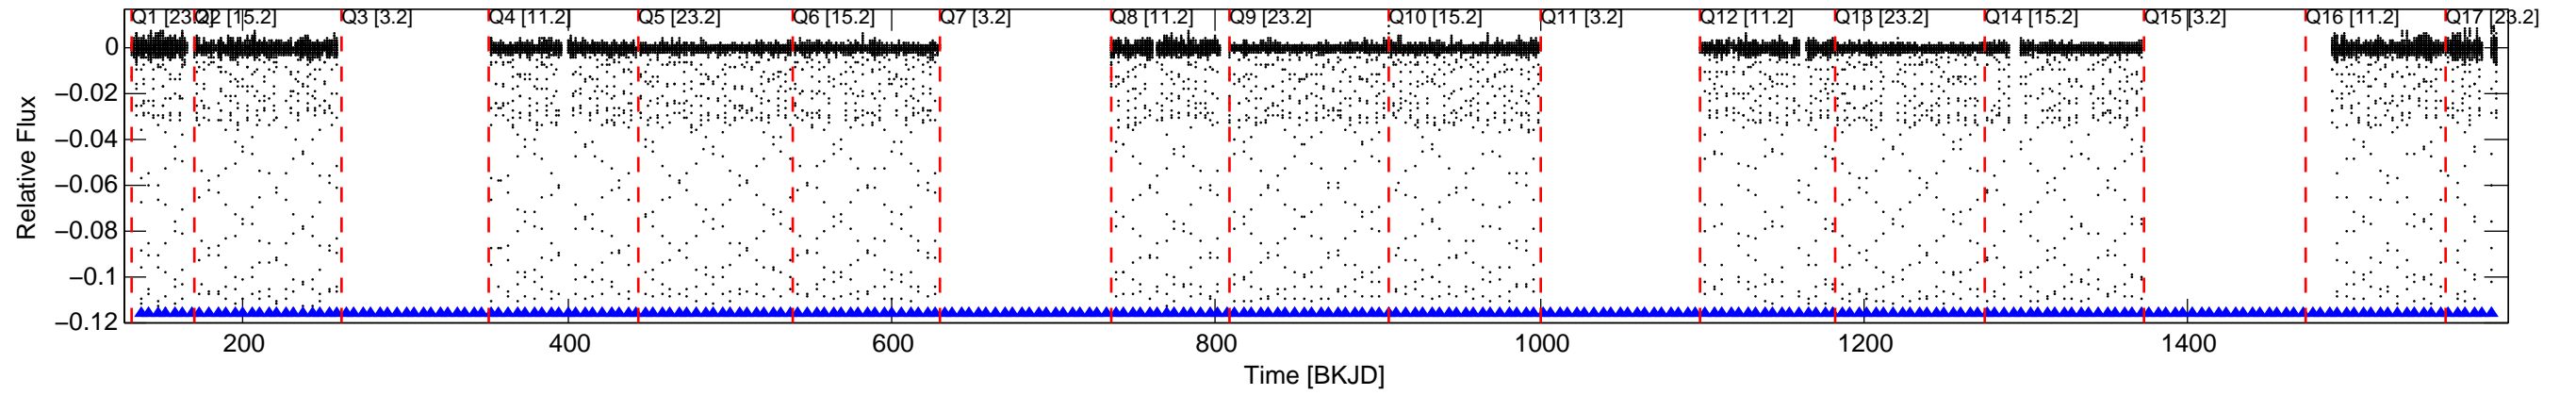 Q1 [23.2] Q2 [15.2] Q3 [3.2] Q4 [11.2] Q5 [23.2] Q6 [15.2] Q7 [3.2] Q8 [11.2] Q9 [23.2] Q10 [15.2] Q11 [3.2] Q12 [11.2] Q13 [23.2] Q14 [15.2] Q15 [3.2] Q16 [11.2] Q17 [23.2]
Relative Flux
0
−0.02
−0.04
−0.06
−0.08
−0.1
−0.12
200 400 600 800 1000 1200 1400
Time [BKJD]